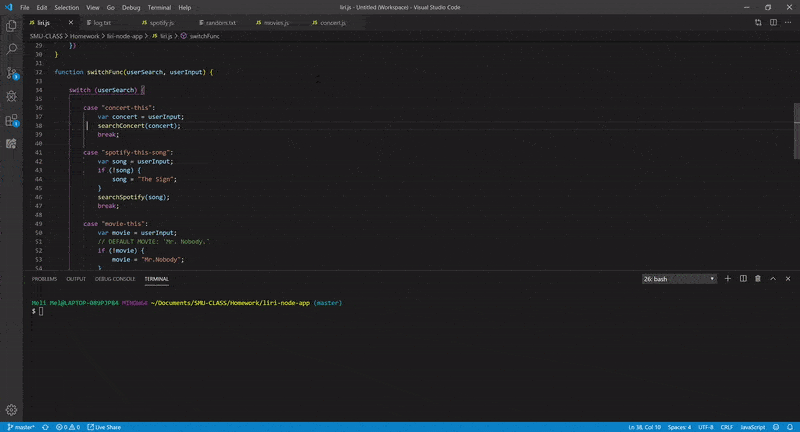 File Edit Selection View Go Debug Terminal Help
liri.js - Untitled (Workspace) - Visual Studio Code
liri.js log.txt spotify.js random.txt movies.js concert.js
SMU-CLASS > Homework > liri-node-app > liri.js > switchFunc
29 })
30 }
31
32 function switchFunc(userSearch, userInput) {
33
34 switch (userSearch) {
35
36 case "concert-this":
37 var concert = userInput;
38 searchConcert(concert);
39 break;
40
41 case "spotify-this-song":
42 var song = userInput;
43 if (!song) {
44 song = "The Sign";
45 }
46 searchSpotify(song);
47 break;
48
49 case "movie-this":
50 var movie = userInput;
51 // DEFAULT MOVIE: 'Mr. Nobody.'
52 if (!movie) {
53 movie = "Mr.Nobody";
54 }
PROBLEMS OUTPUT DEBUG CONSOLE TERMINAL
26: bash
Meli Mel@LAPTOP-089PJPB4 MINGW64 ~/Documents/SMU-CLASS/Homework/liri-node-app (master)
$
master* 0 0 Live Share
Ln 38, Col 10 Spaces: 4 UTF-8 CRLF JavaScript